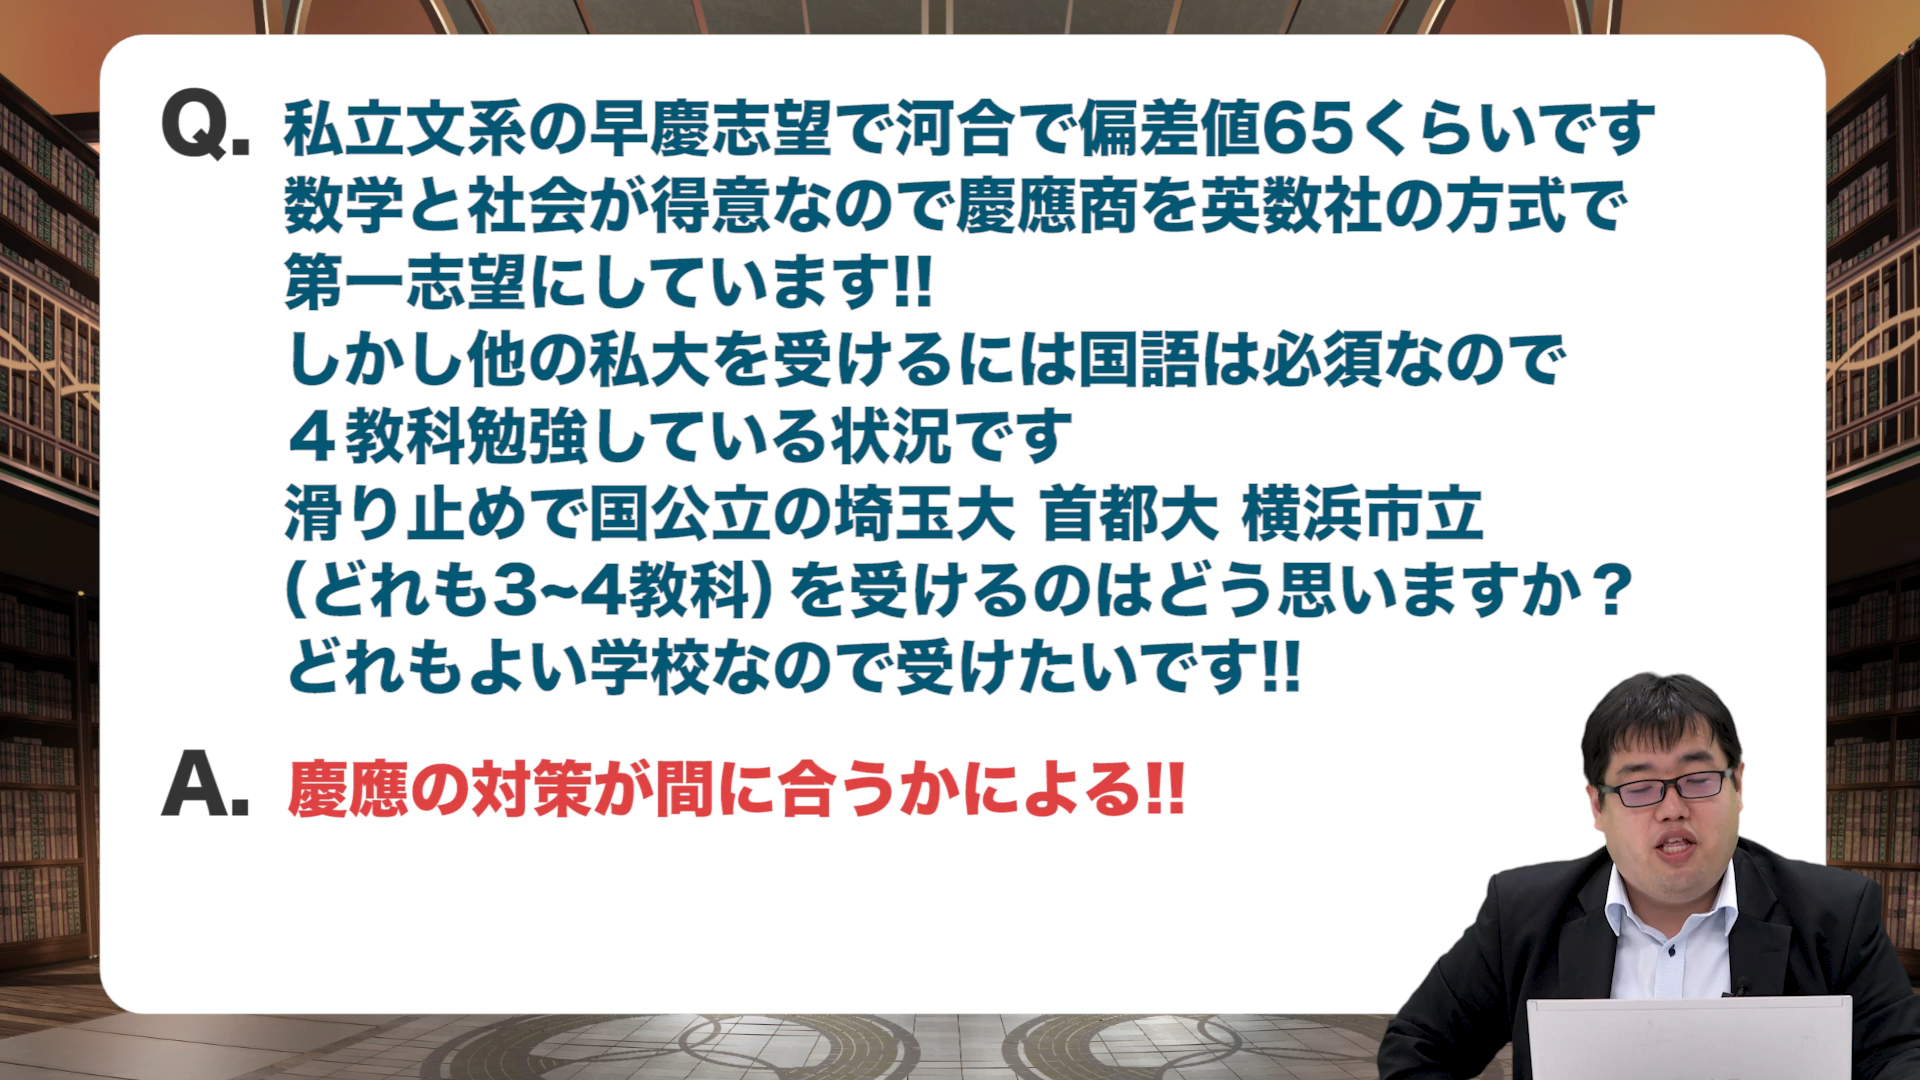 Q. 私立文系の早慶志望で河合で偏差値65くらいです
数学と社会が得意なので慶應商を英数社の方式で
第一志望にしています!!
しかし他の私大を受けるには国語は必須なので
４教科勉強している状況です
滑り止めで国公立の埼玉大 首都大 横浜市立
(どれも3~4教科) を受けるのはどう思いますか？
どれもよい学校なので受けたいです!!
A. 慶應の対策が間に合うかによる!!